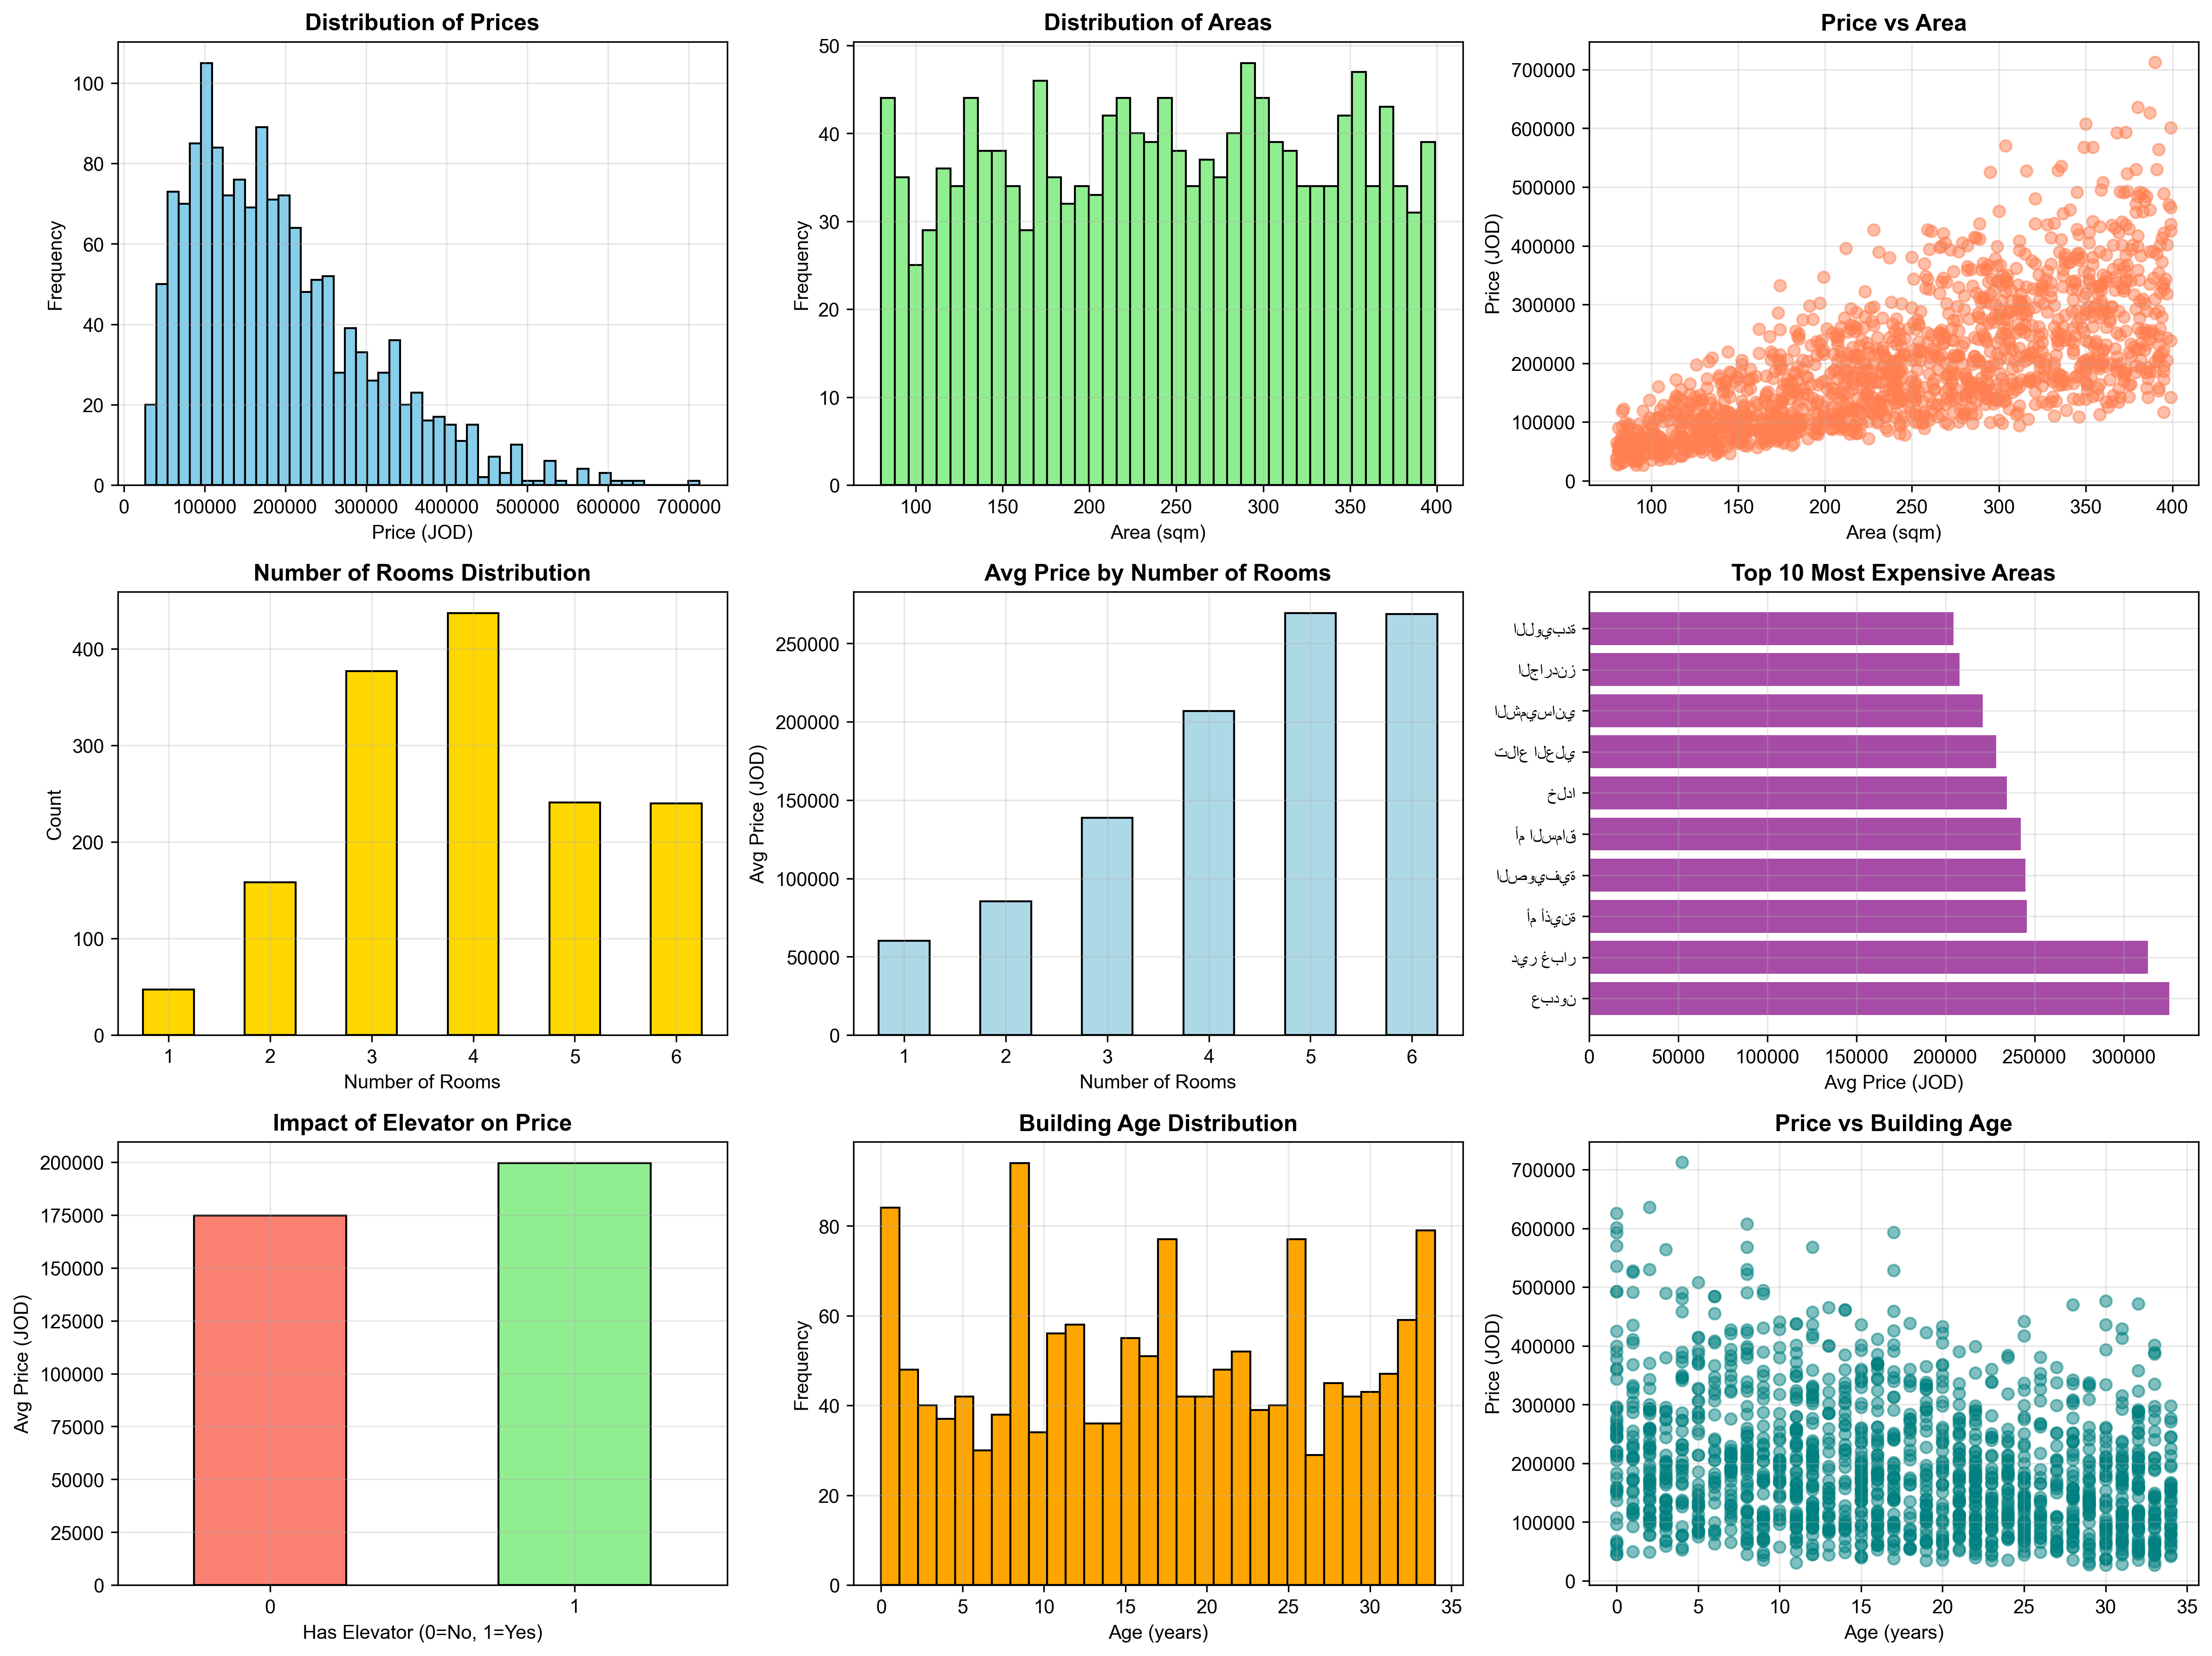 Distribution of Prices
Frequency
100
80
60
40
20
0
0 100000 200000 300000 400000 500000 600000 700000
Price (JOD)
Distribution of Areas
Frequency
50
40
30
20
10
0
100 150 200 250 300 350 400
Area (sqm)
Price vs Area
Price (JOD)
700000
600000
500000
400000
300000
200000
100000
0
100 150 200 250 300 350 400
Area (sqm)
Number of Rooms Distribution
Count
400
300
200
100
0
1 2 3 4 5 6
Number of Rooms
Avg Price by Number of Rooms
Avg Price (JOD)
250000
200000
150000
100000
50000
0
1 2 3 4 5 6
Number of Rooms
Top 10 Most Expensive Areas
اللويبدة
الجاردنز
الشميساني
تلاع العلي
خلدا
أم السماق
الصويفية
أم أذينة
دير غبار
عبدون
0 50000 100000 150000 200000 250000 300000
Avg Price (JOD)
Impact of Elevator on Price
Avg Price (JOD)
200000
175000
150000
125000
100000
75000
50000
25000
0
0 1
Has Elevator (0=No, 1=Yes)
Building Age Distribution
Frequency
80
60
40
20
0
0 5 10 15 20 25 30 35
Age (years)
Price vs Building Age
Price (JOD)
700000
600000
500000
400000
300000
200000
100000
0
0 5 10 15 20 25 30 35
Age (years)